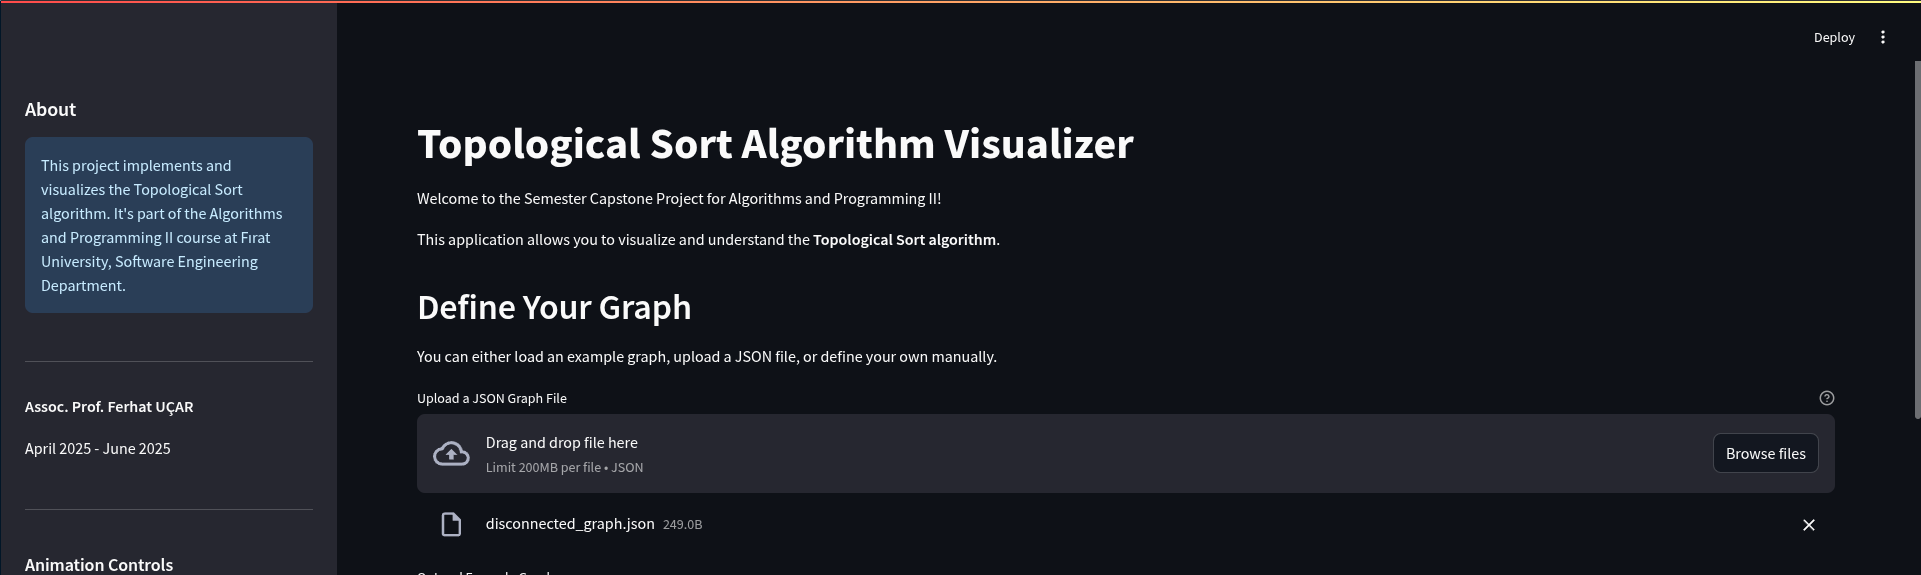 Deploy
About
This project implements and
visualizes the Topological Sort
algorithm. It's part of the Algorithms
and Programming II course at Fırat
University, Software Engineering
Department.
Assoc. Prof. Ferhat UÇAR
April 2025 - June 2025
Animation Controls
Topological Sort Algorithm Visualizer
Welcome to the Semester Capstone Project for Algorithms and Programming II!
This application allows you to visualize and understand the Topological Sort algorithm.
Define Your Graph
You can either load an example graph, upload a JSON file, or define your own manually.
Upload a JSON Graph File
Drag and drop file here
Limit 200MB per file • JSON
Browse files
disconnected_graph.json 249.0B